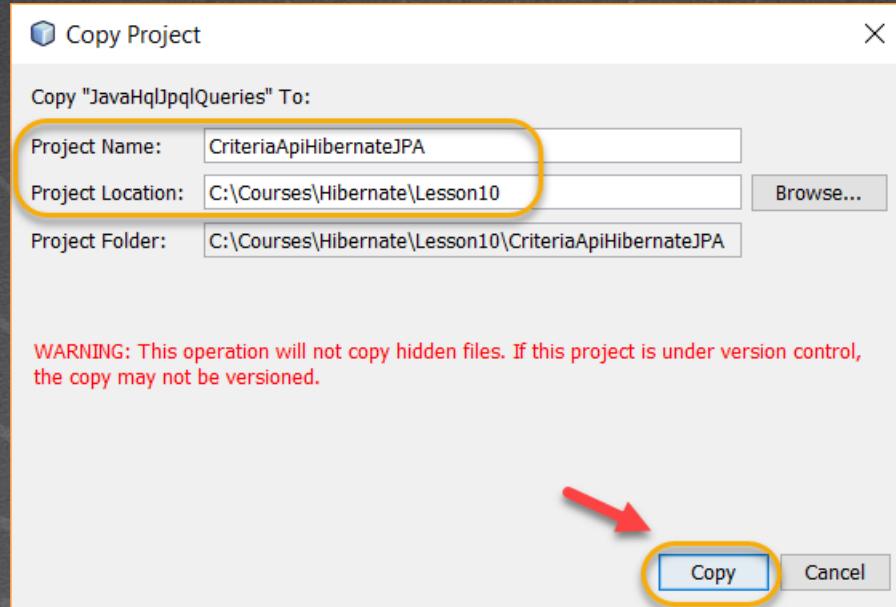 Copy Project
Copy "JavaHqlJpqlQueries" To:
Project Name: CriteriaApiHibernateJPA
Project Location: C:\Courses\Hibernate\Lesson10 Browse...
Project Folder: C:\Courses\Hibernate\Lesson10\CriteriaApiHibernateJPA
WARNING: This operation will not copy hidden files. If this project is under version control,
the copy may not be versioned.
Copy Cancel